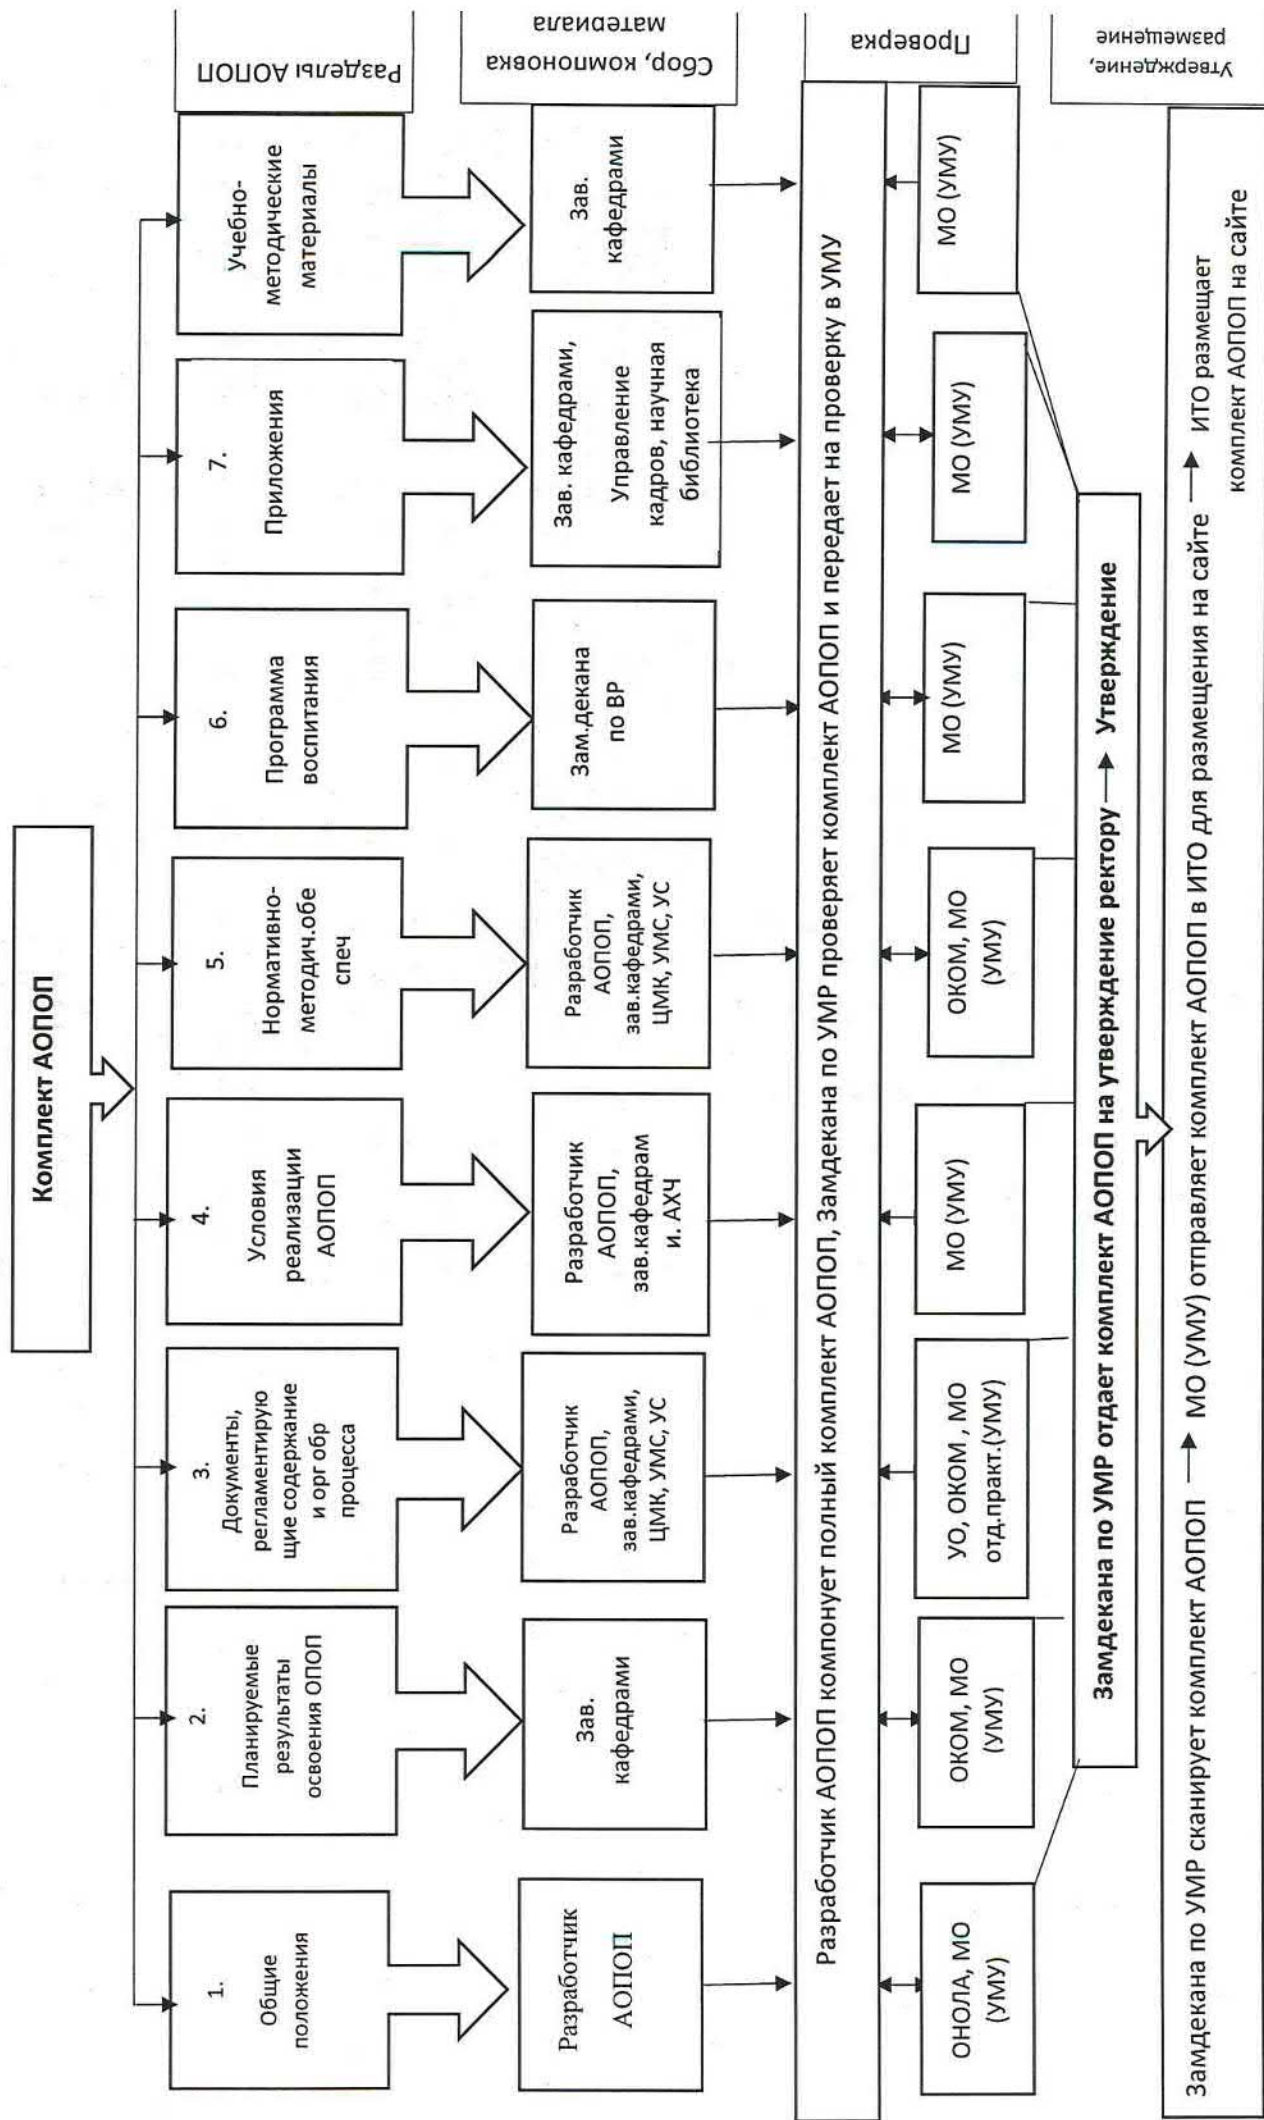 Комплект АОПОП
1.
Общие
положения
2.
Планируемые
результаты
освоения ОПОП
3.
Документы,
регламентирую
щие содержание
и орг обр
процесса
4.
Условия
реализации
АОПОП
5.
Нормативно-
методич.обе
спеч
6.
Программа
воспитания
7.
Приложения
Учебно-
методические
материалы
Разделы АОПОП
Разработчик
АОПОП
Зав.
кафедрами
Разработчик
АОПОП,
зав.кафедрами,
ЦМК, УМС, УС
Разработчик
АОПОП,
зав.кафедрам
и. АХЧ
Разработчик
АОПОП,
зав.кафедрами,
ЦМК, УМС, УС
Зам.декана
по ВР
Зав. кафедрами,
Управление
кадров, научная
библиотека
Зав.
кафедрами
Сбор, компоновка
материала
Разработчик АОПОП компонует полный комплект АОПОП, Замдекана по УМР проверяет комплект АОПОП и передает на проверку в УМУ
ОНОЛА, МО
(УМУ)
ОКОМ, МО
(УМУ)
УО, ОКОМ , МО
отд.практ.(УМУ)
МО (УМУ)
ОКОМ, МО
(УМУ)
МО (УМУ)
МО (УМУ)
МО (УМУ)
Проверка
Замдекана по УМР отдает комплект АОПОП на утверждение ректору → Утверждение
Замдекана по УМР сканирует комплект АОПОП → МО (УМУ) отправляет комплект АОПОП в ИТО для размещения на сайте → ИТО размещает
комплект АОПОП на сайте
Утверждение,
размещение